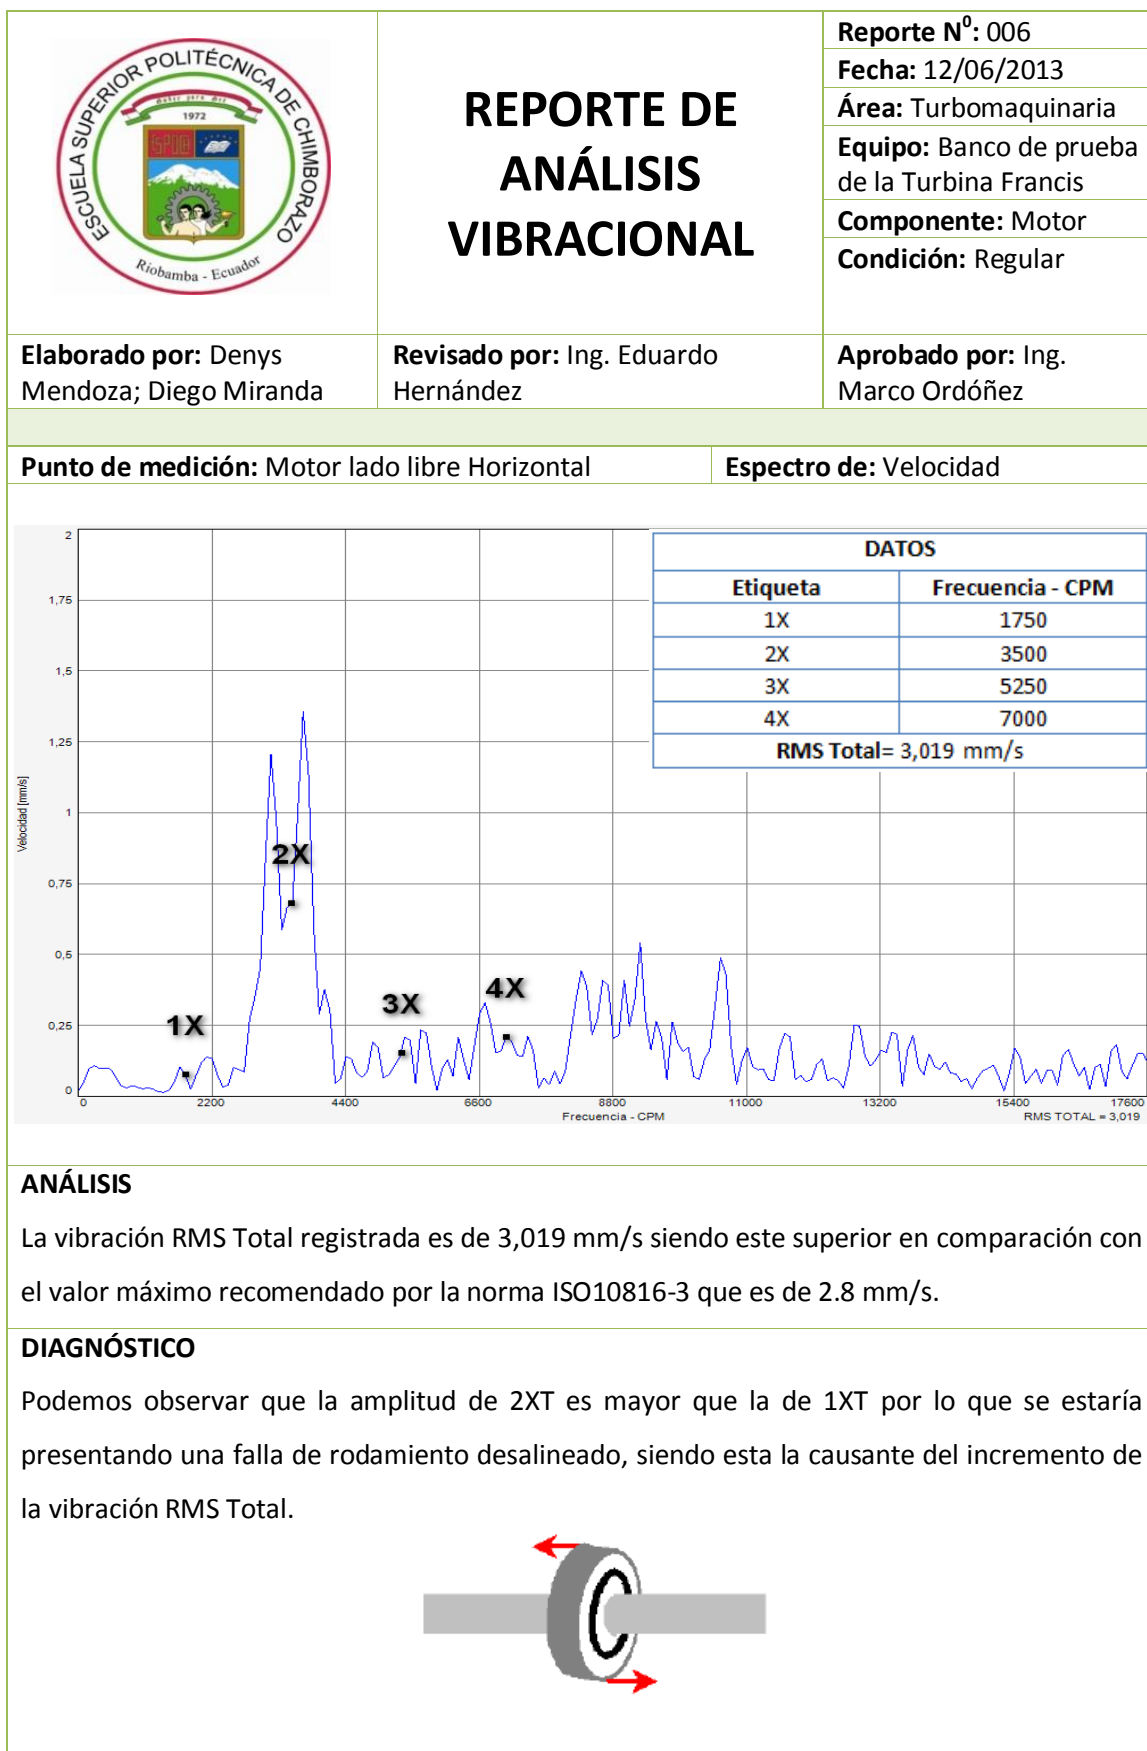 ESCUELA SUPERIOR POLITÉCNICA DE CHIMBORAZO
Saber para Ser
1972
ESPOCH
Riobamba - Ecuador
REPORTE DE
ANÁLISIS
VIBRACIONAL
Reporte N⁰: 006
Fecha: 12/06/2013
Área: Turbomaquinaria
Equipo: Banco de prueba
de la Turbina Francis
Componente: Motor
Condición: Regular
Elaborado por: Denys
Mendoza; Diego Miranda
Revisado por: Ing. Eduardo
Hernández
Aprobado por: Ing.
Marco Ordóñez
Punto de medición: Motor lado libre Horizontal
Espectro de: Velocidad
DATOS
Etiqueta Frecuencia - CPM
1X 1750
2X 3500
3X 5250
4X 7000
RMS Total= 3,019 mm/s
2
1,75
1,5
1,25
1
0,75
0,5
0,25
0
Velocidad [mm/s]
1X
2X
3X
4X
0 2200 4400 6600 8800 11000 13200 15400 17600
Frecuencia - CPM
RMS TOTAL = 3,019
ANÁLISIS
La vibración RMS Total registrada es de 3,019 mm/s siendo este superior en comparación con
el valor máximo recomendado por la norma ISO10816-3 que es de 2.8 mm/s.
DIAGNÓSTICO
Podemos observar que la amplitud de 2XT es mayor que la de 1XT por lo que se estaría
presentando una falla de rodamiento desalineado, siendo esta la causante del incremento de
la vibración RMS Total.